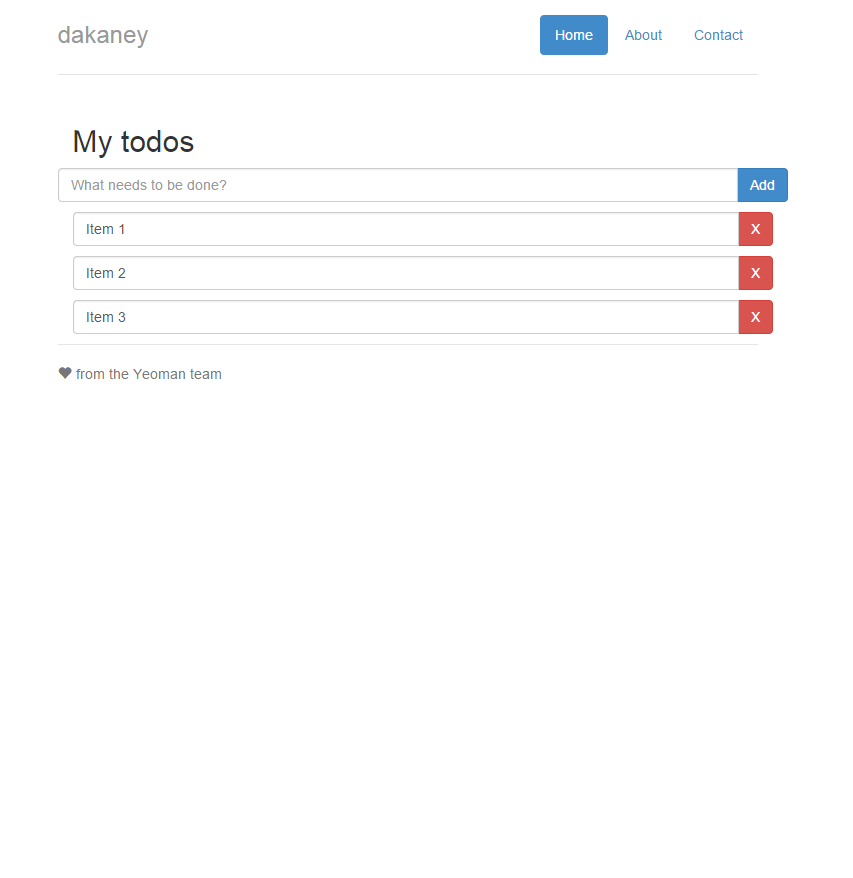 dakaney Home About Contact
My todos
What needs to be done? Add
Item 1 X
Item 2 X
Item 3 X
from the Yeoman team